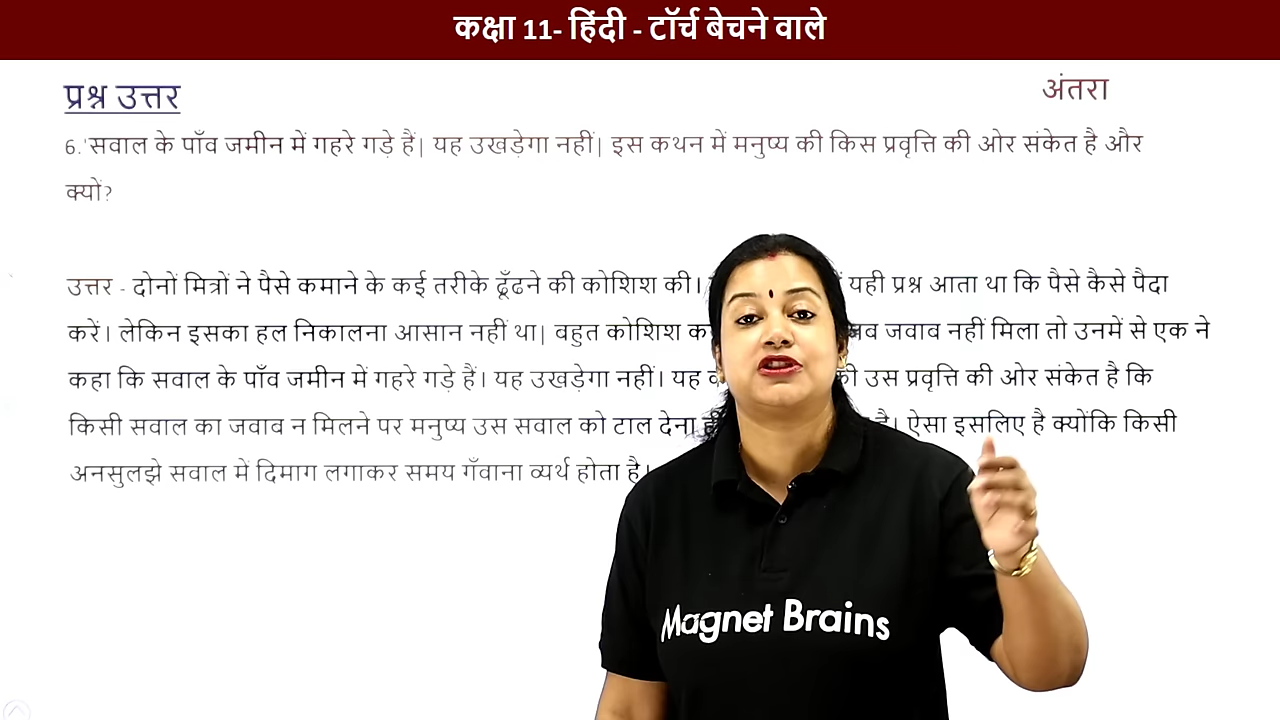 कक्षा 11- हिंदी - टॉर्च बेचने वाले
प्रश्न उत्तर
अंतरा
6.'सवाल के पाँव जमीन में गहरे गड़े हैं| यह उखड़ेगा नहीं| इस कथन में मनुष्य की किस प्रवृत्ति की ओर संकेत है और
क्यों?
उत्तर - दोनों मित्रों ने पैसे कमाने के कई तरीके ढूँढने की कोशिश की। यही प्रश्न आता था कि पैसे कैसे पैदा
करें। लेकिन इसका हल निकालना आसान नहीं था| बहुत कोशिश जवाब नहीं मिला तो उनमें से एक ने
कहा कि सवाल के पाँव जमीन में गहरे गड़े हैं। यह उखड़ेगा नहीं। यह उस प्रवृत्ति की ओर संकेत है कि
किसी सवाल का जवाब न मिलने पर मनुष्य उस सवाल को टाल देना है। ऐसा इसलिए है क्योंकि किसी
अनसुलझे सवाल में दिमाग लगाकर समय गँवाना व्यर्थ होता है।
Magnet Brains